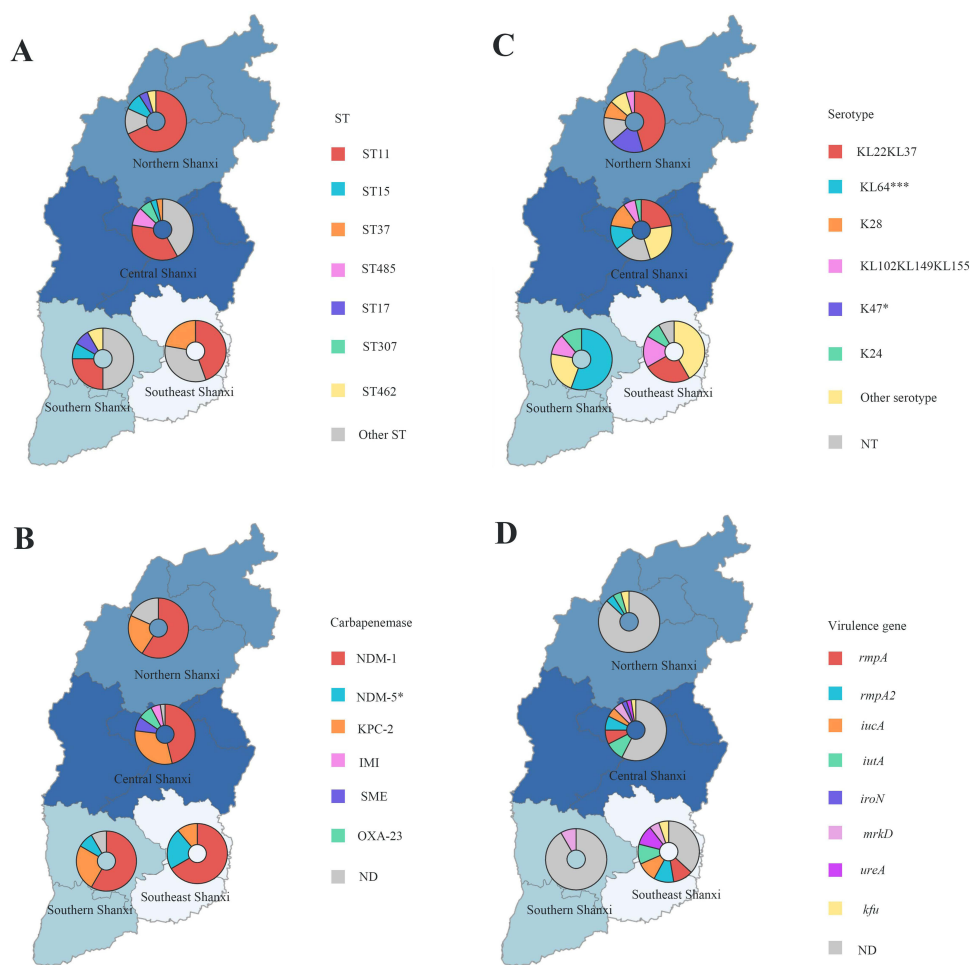 A
Northern Shanxi
Central Shanxi
Southern Shanxi
Southeast Shanxi
ST
ST11
ST15
ST37
ST485
ST17
ST307
ST462
Other ST
C
Northern Shanxi
Central Shanxi
Southern Shanxi
Southeast Shanxi
Serotype
KL22KL37
KL64***
K28
KL102KL149KL155
K47*
K24
Other serotype
NT
B
Northern Shanxi
Central Shanxi
Southern Shanxi
Southeast Shanxi
Carbapenemase
NDM-1
NDM-5*
KPC-2
IMI
SME
OXA-23
ND
D
Northern Shanxi
Central Shanxi
Southern Shanxi
Southeast Shanxi
Virulence gene
rmpA
rmpA2
iucA
iutA
iroN
mrkD
ureA
kfu
ND